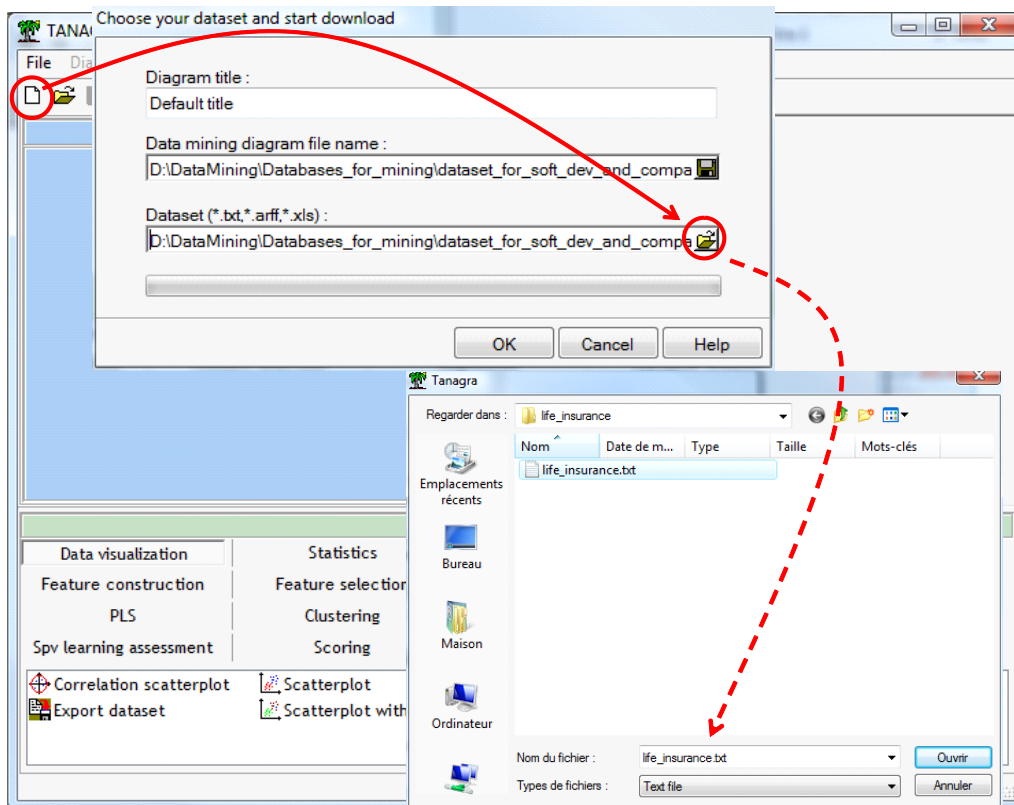 Choose your dataset and start download
TANA
File Dia
Diagram title :
Default title
Data mining diagram file name :
D:\DataMining\Databases_for_mining\dataset_for_soft_dev_and_compa
Dataset (*.txt,*.arff,*.xls) :
D:\DataMining\Databases_for_mining\dataset_for_soft_dev_and_compa
OK Cancel Help
Tanagra
Regarder dans : life_insurance
Nom Date de m... Type Taille Mots-clés
life_insurance.txt
Emplacements
récents
Bureau
Maison
Ordinateur
Nom du fichier : life_insurance.txt Ouvrir
Types de fichiers : Text file Annuler
Data visualization Statistics
Feature construction Feature selection
PLS Clustering
Spv learning assessment Scoring
Correlation scatterplot Scatterplot
Export dataset Scatterplot with